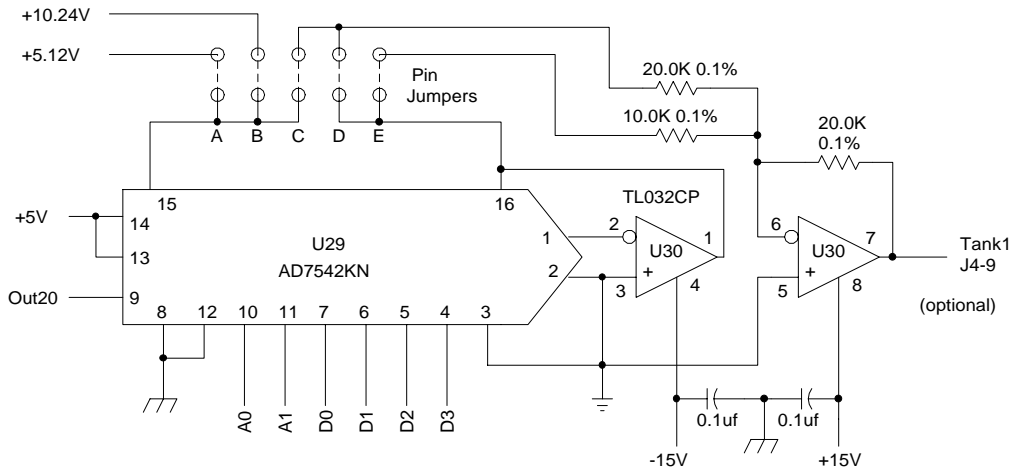 +10.24V
+5.12V
Pin
Jumpers
A B C D E
20.0K 0.1%
10.0K 0.1%
20.0K
0.1%
15
16
TL032CP
+5V
14
13
U29
AD7542KN
1
2
2
U30
1
+
3
4
6
U30
7
+
5
8
Tank1
J4-9
(optional)
Out20
9
8 12 10 11 7 6 5 4 3
A0
A1
D0
D1
D2
D3
0.1uf
0.1uf
-15V
+15V